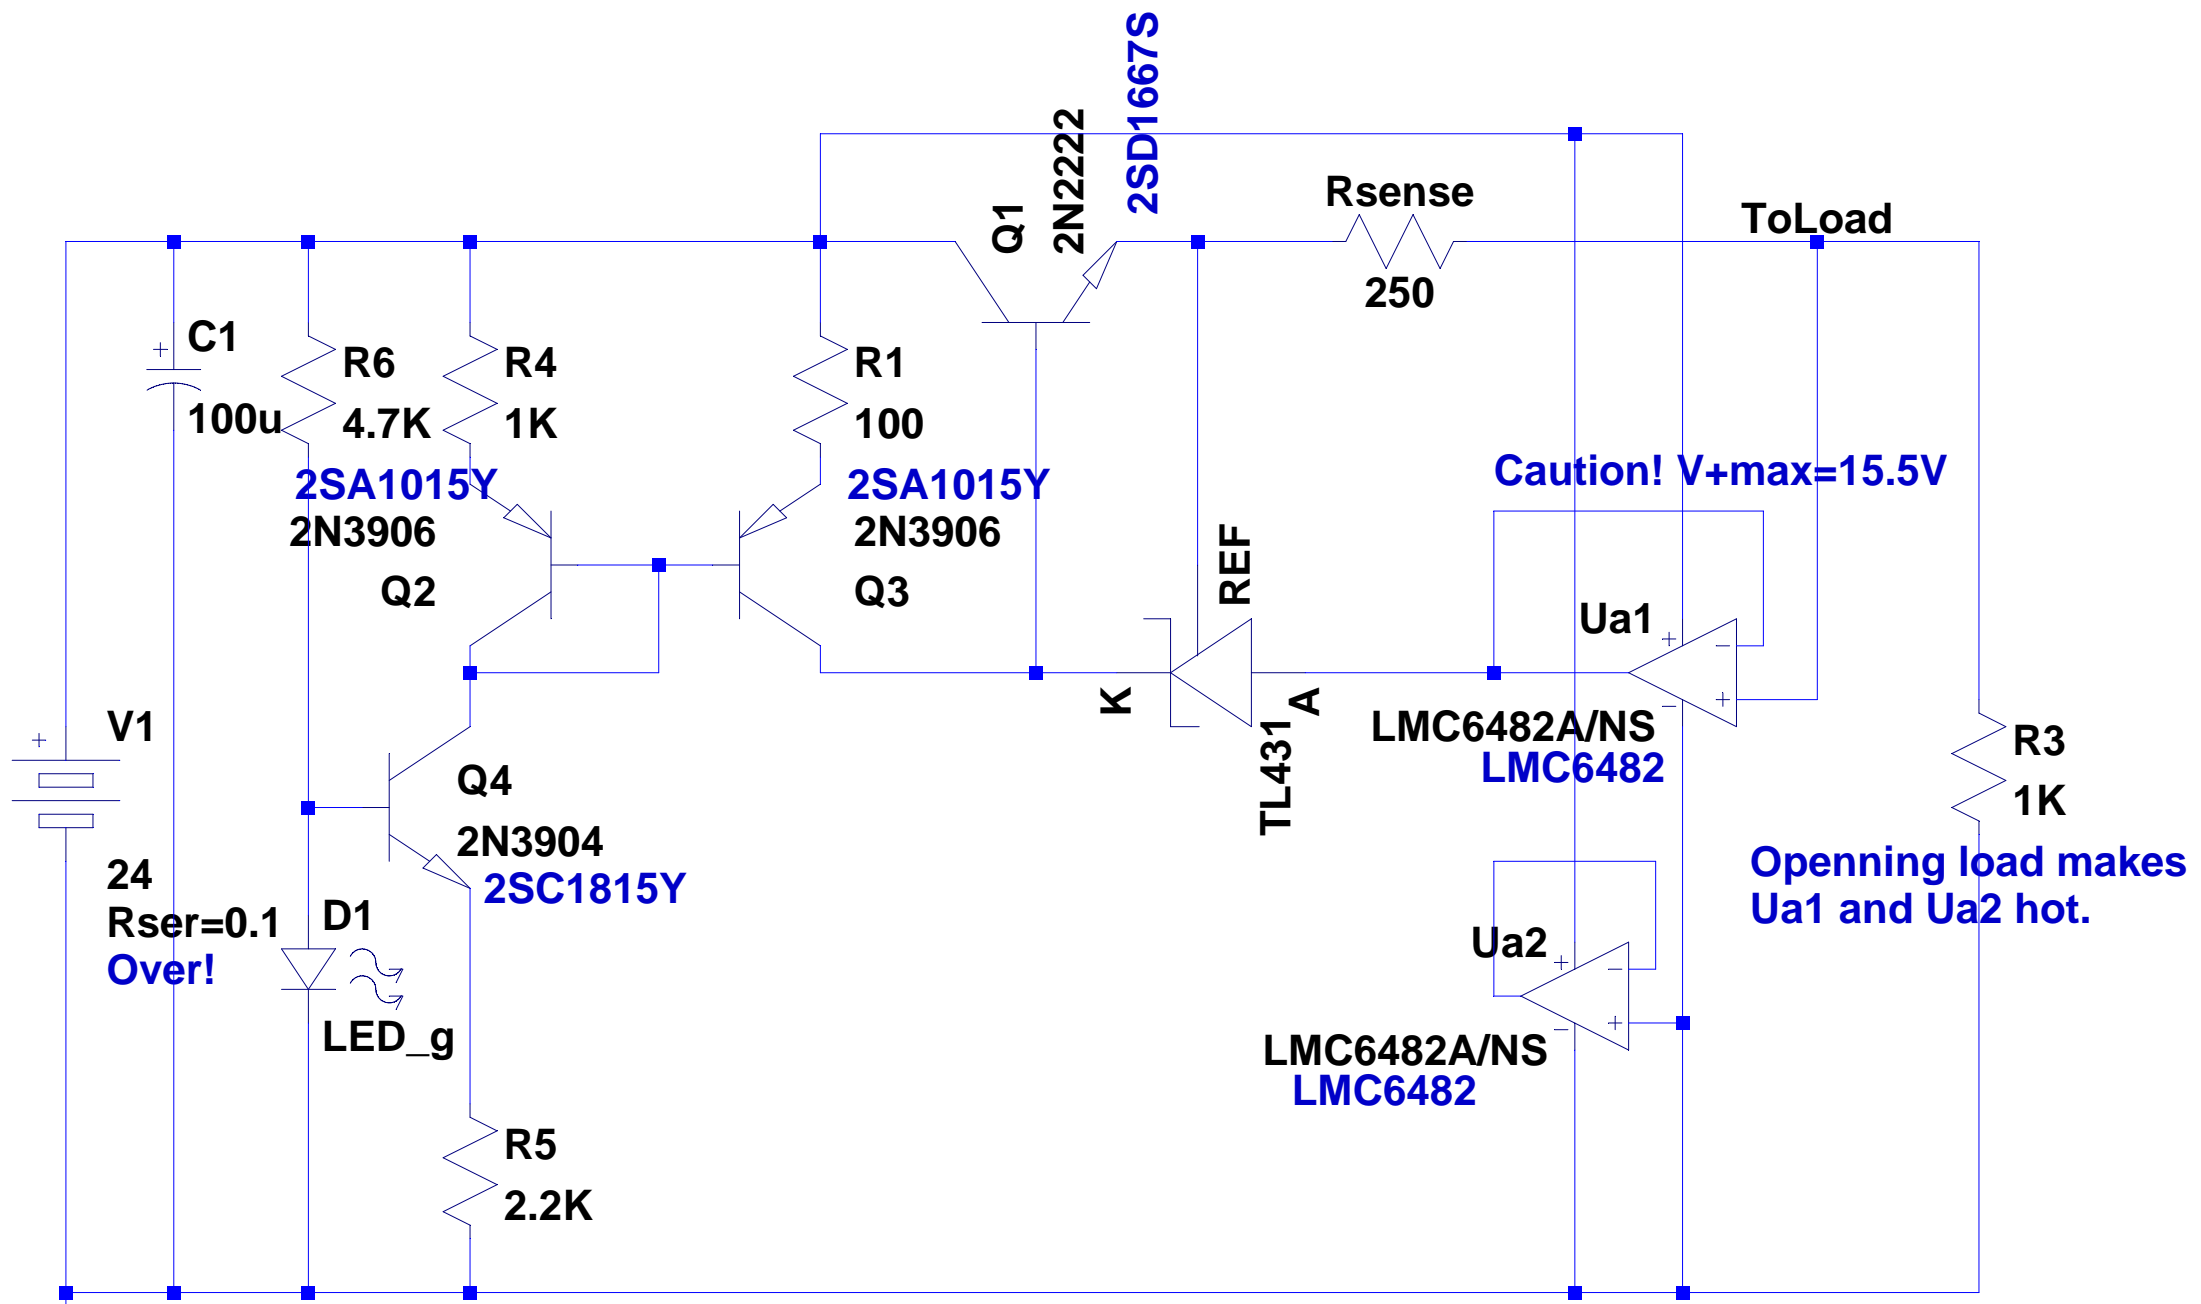 2SD1667S
2N2222
Q1
Rsense
250
ToLoad
C1
100u
R6
4.7K
R4
1K
R1
100
2SA1015Y
2N3906
Q2
2SA1015Y
2N3906
Q3
Caution! V+max=15.5V
REF
K
A
TL431
Ua1
LMC6482A/NS
LMC6482
V1
24
Rser=0.1
Over!
Q4
2N3904
2SC1815Y
D1
LED_g
R3
1K
Openning load makes
Ua1 and Ua2 hot.
Ua2
LMC6482A/NS
LMC6482
R5
2.2K